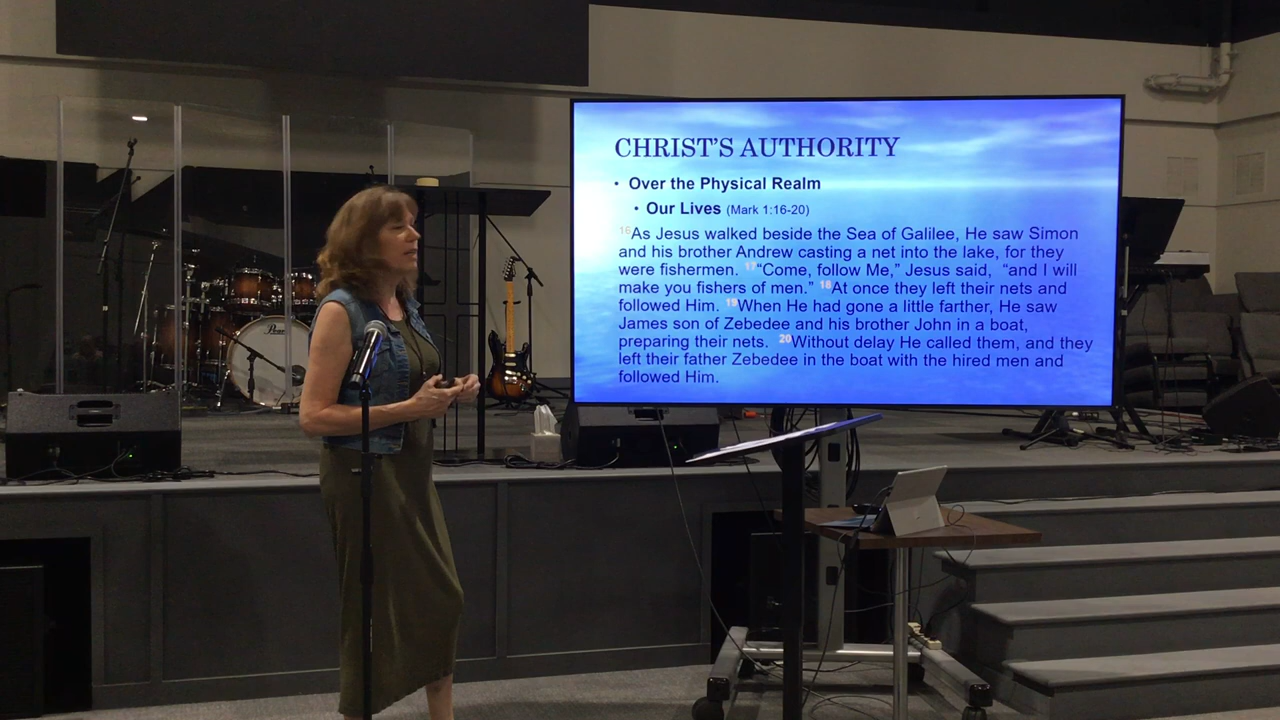 CHRIST'S AUTHORITY
• Over the Physical Realm
• Our Lives (Mark 1:16-20)
16As Jesus walked beside the Sea of Galilee, He saw Simon
and his brother Andrew casting a net into the lake, for they
were fishermen. 17“Come, follow Me,” Jesus said, “and I will
make you fishers of men.” 18At once they left their nets and
followed Him. 19When He had gone a little farther, He saw
James son of Zebedee and his brother John in a boat,
preparing their nets. 20Without delay He called them, and they
left their father Zebedee in the boat with the hired men and
followed Him.
Pearl